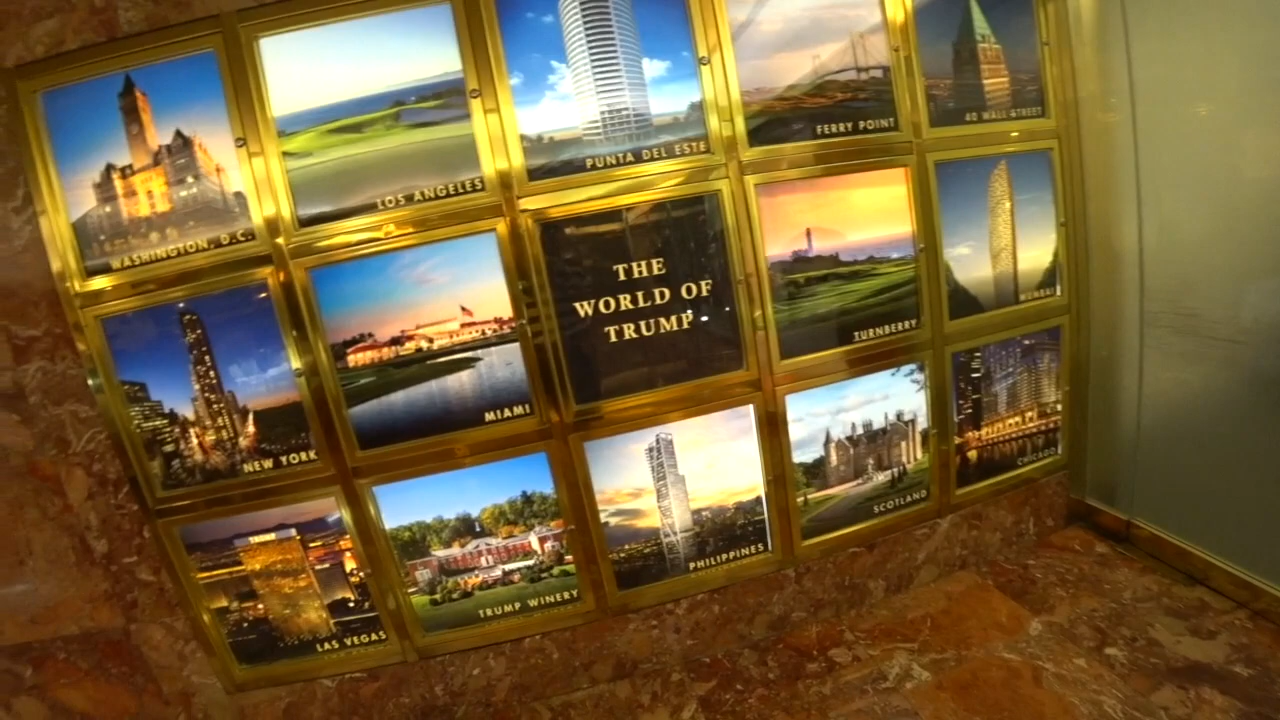 WASHINGTON, D.C.
LOS ANGELES
PUNTA DEL ESTE
FERRY POINT
40 WALL STREET
NEW YORK
MIAMI
THE
WORLD OF
TRUMP
TURNBERRY
MUMBAI
LAS VEGAS
TRUMP WINERY
PHILIPPINES
SCOTLAND
CHICAGO
TRUMP